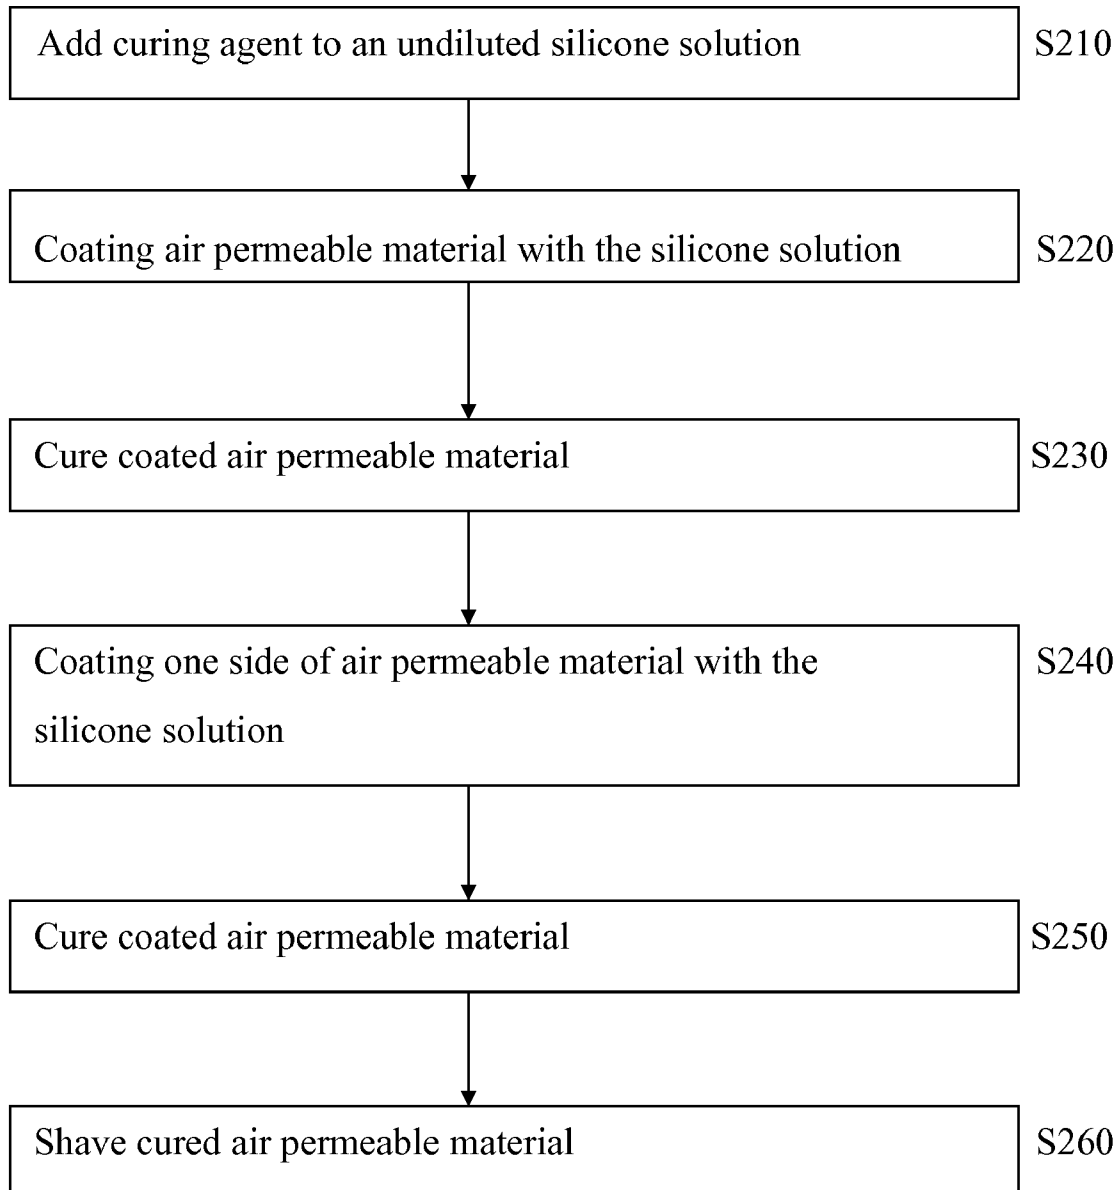 Add curing agent to an undiluted silicone solution S210
Coating air permeable material with the silicone solution S220
Cure coated air permeable material S230
Coating one side of air permeable material with the S240
silicone solution
Cure coated air permeable material S250
Shave cured air permeable material S260